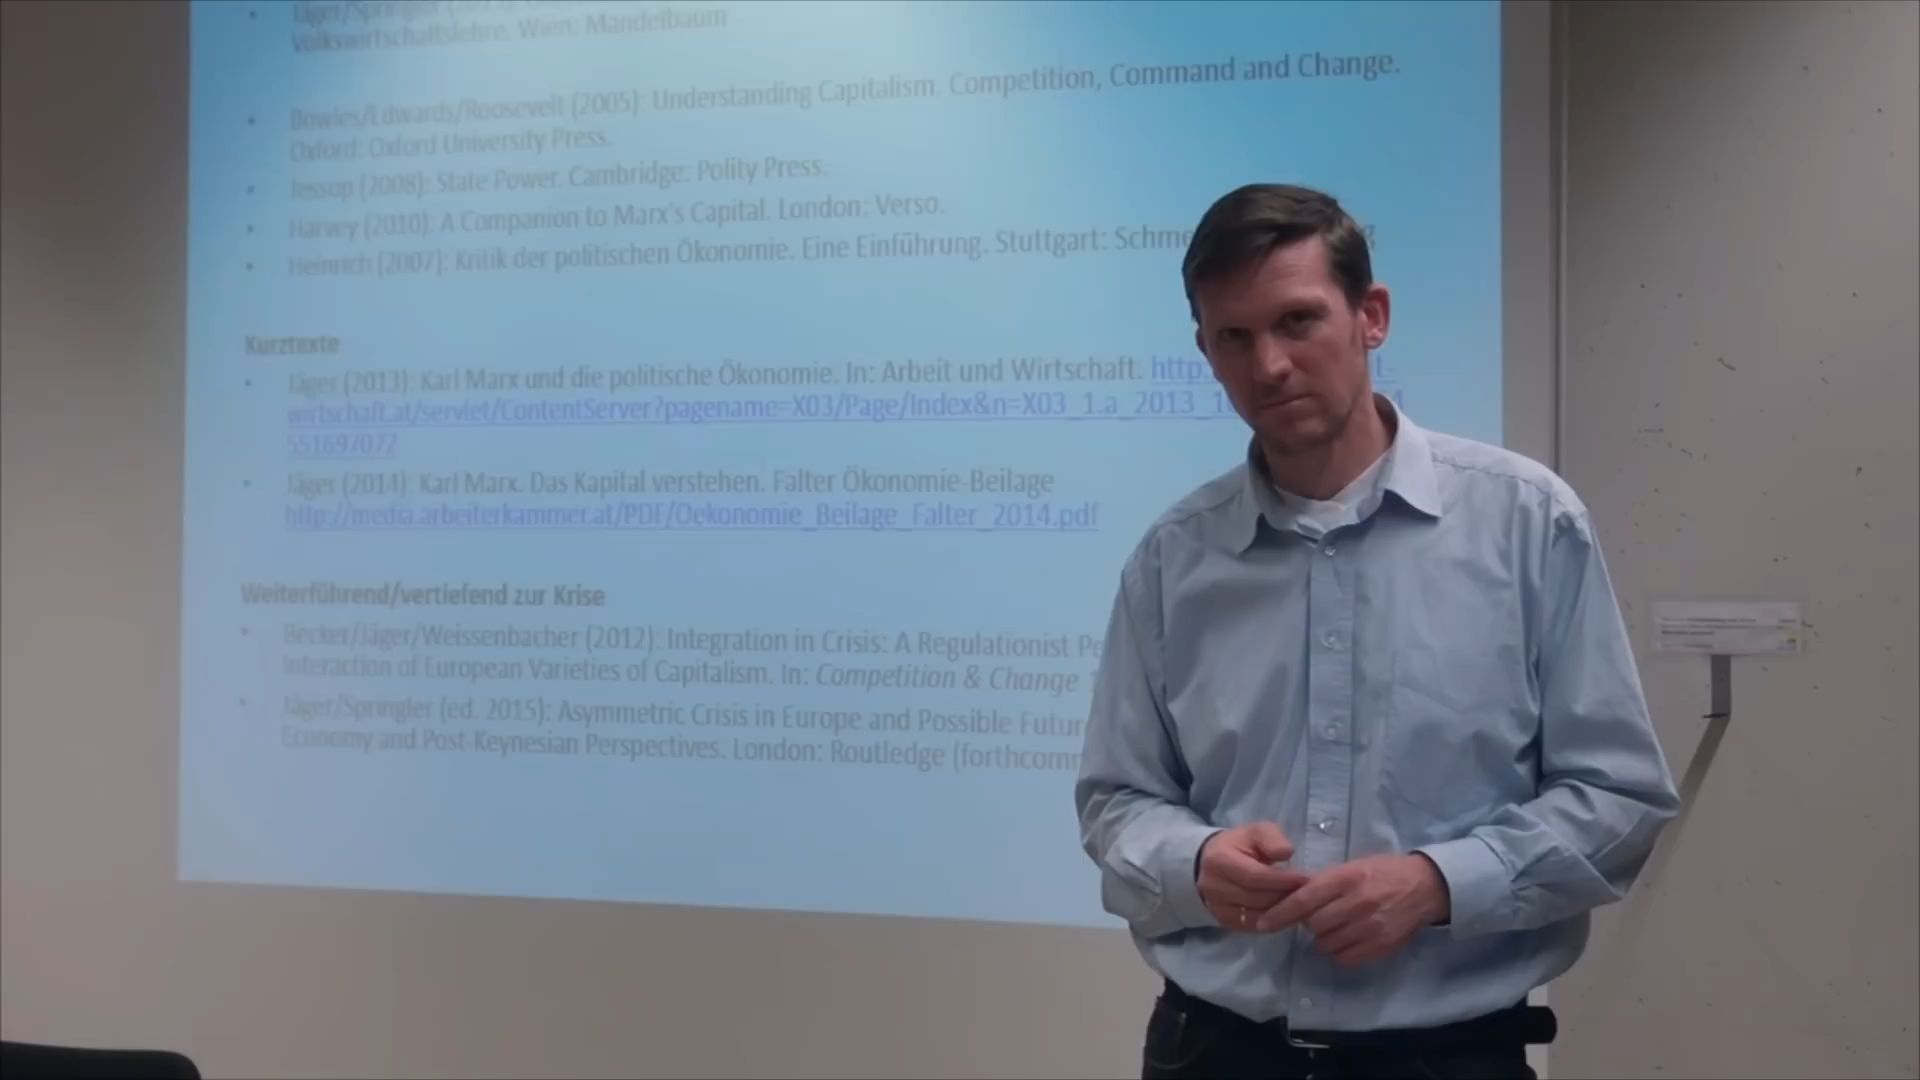 Jäger/Springler
Volkswirtschaftslehre. Wien: Mandelbaum
• Bowles/Edwards/Roosevelt (2005): Understanding Capitalism. Competition, Command and Change.
Oxford: Oxford University Press.
• Jessop (2008): State Power. Cambridge: Polity Press.
• Harvey (2010): A Companion to Marx's Capital. London: Verso.
• Heinrich (2007): Kritik der politischen Ökonomie. Eine Einführung. Stuttgart:
Kurztexte
• Jäger (2013): Karl Marx und die politische Ökonomie. In: Arbeit und Wirtschaft.
wirtschaft.at/servlet/ContentServer?pagename=X03/Page/Index&n=X03_1.a_2013_1
551697072
• Jäger (2014): Karl Marx. Das Kapital verstehen. Falter Ökonomie-Beilage
http://media.arbeiterkammer.at/PDF/Oekonomie_Beilage_Falter_2014.pdf
Weiterführend/vertiefend zur Krise
• Becker/Jäger/Weissenbacher (2012): Integration in Crisis: A Regulationist
Interaction of European Varieties of Capitalism. In: Competition & Change
• Jäger/Springler (ed. 2015): Asymmetric Crisis in Europe and Possible
Economy and Post-Keynesian Perspectives. London: Routledge